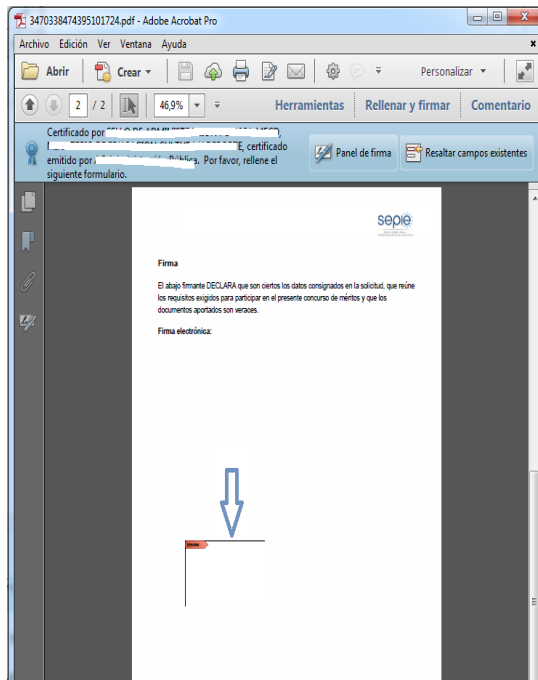 3470338474395101724.pdf - Adobe Acrobat Pro
Archivo Edición Ver Ventana Ayuda
Abrir Crear Personalizar
2 / 2 46,9% Herramientas Rellenar y firmar Comentario
Certificado por
certificado
emitido por Pública. Por favor, rellene el
siguiente formulario.
Panel de firma Resaltar campos existentes
sepie
Firma
El abajo firmante DECLARA que son ciertos los datos consignados en la solicitud, que reúne
los requisitos exigidos para participar en el presente concurso de méritos y que los
documentos aportados son veraces.
Firma electrónica: